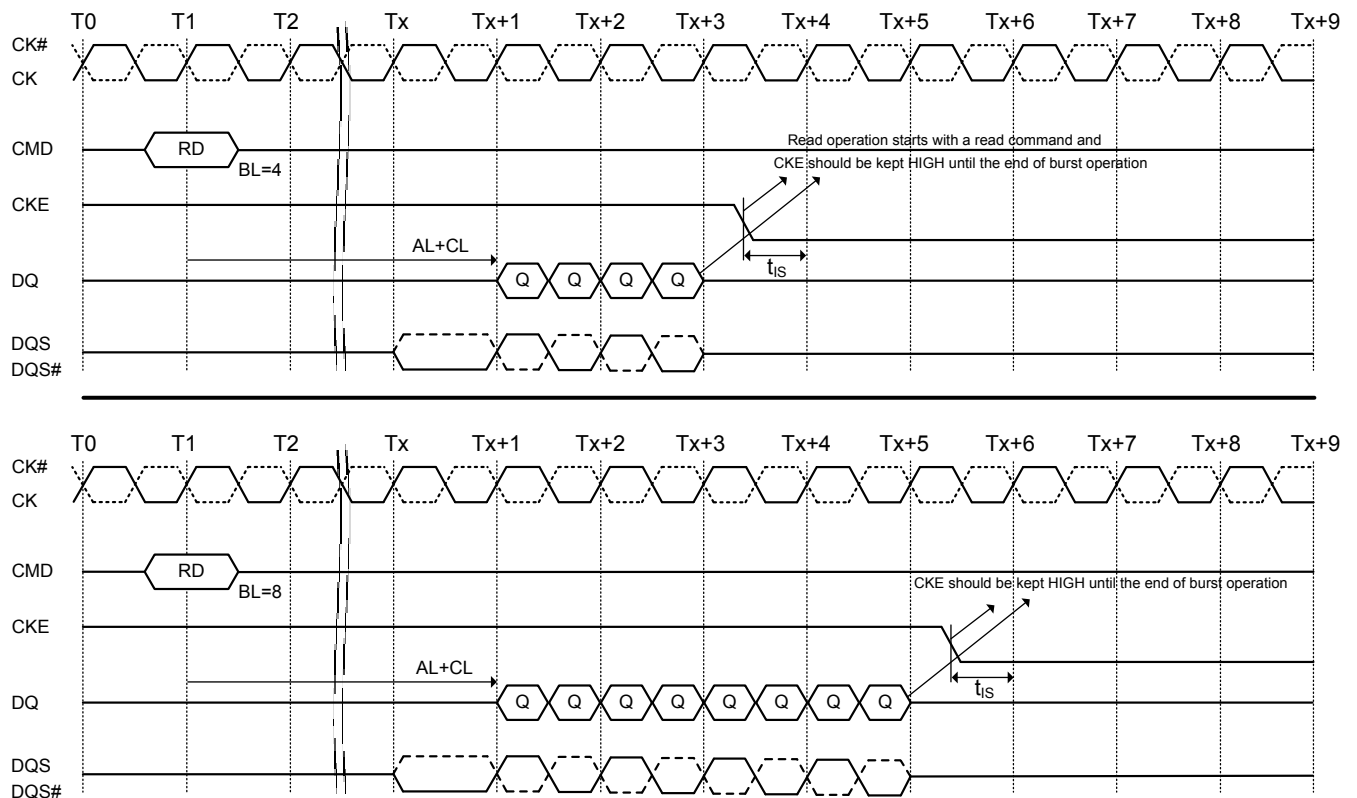 T0 T1 T2 Tx Tx+1 Tx+2 Tx+3 Tx+4 Tx+5 Tx+6 Tx+7 Tx+8 Tx+9
CK#
CK
CMD RD
BL=4
Read operation starts with a read command and
CKE should be kept HIGH until the end of burst operation
CKE
AL+CL
tIS
DQ Q Q Q Q
DQS
DQS#
T0 T1 T2 Tx Tx+1 Tx+2 Tx+3 Tx+4 Tx+5 Tx+6 Tx+7 Tx+8 Tx+9
CK#
CK
CMD RD
BL=8
CKE should be kept HIGH until the end of burst operation
CKE
AL+CL
tIS
DQ Q Q Q Q Q Q Q Q
DQS
DQS#